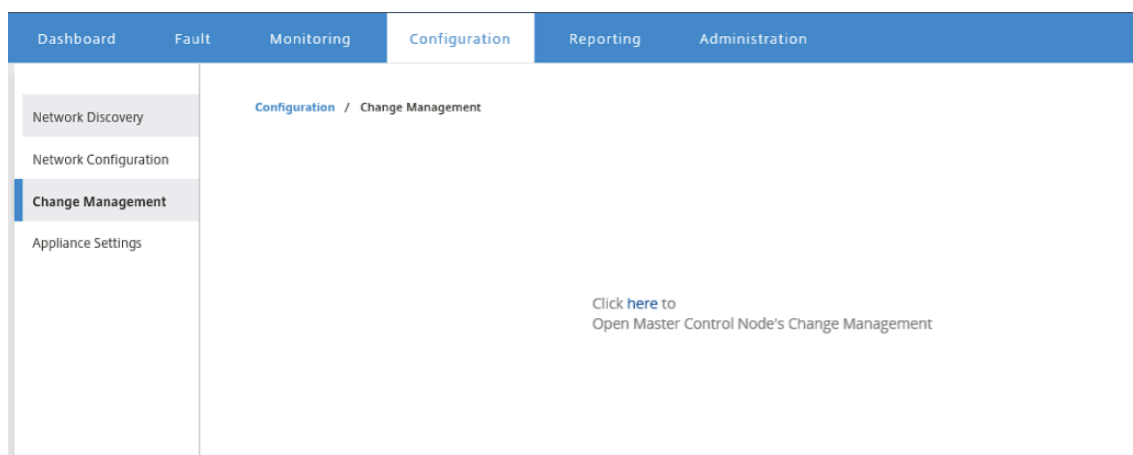 Dashboard Fault Monitoring Configuration Reporting Administration
Network Discovery
Network Configuration
Change Management
Appliance Settings
Configuration / Change Management
Click here to
Open Master Control Node's Change Management